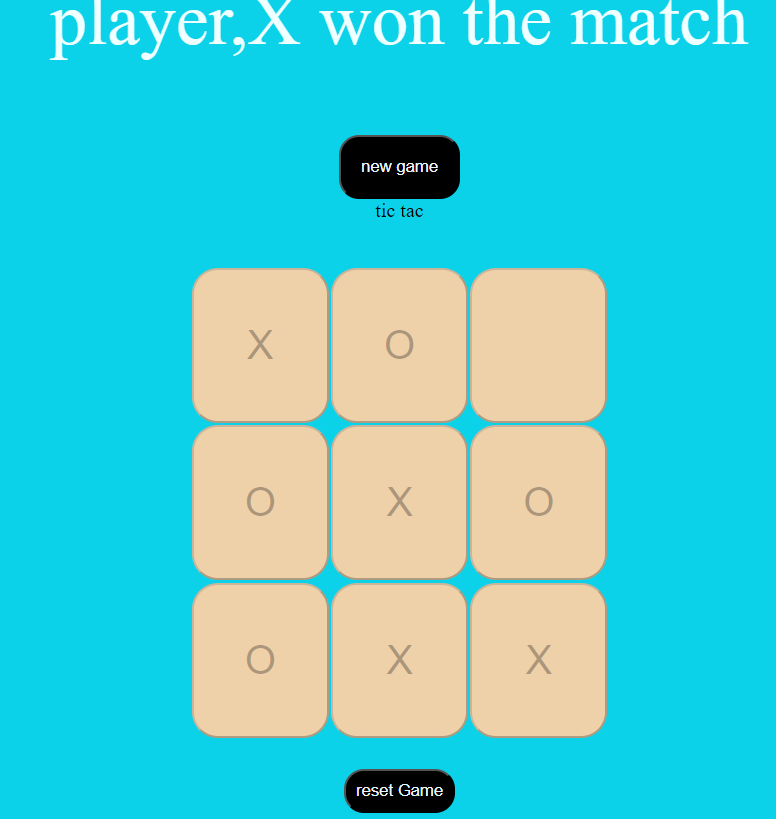 player,X won the match
new game
tic tac
X O
O X O
O X X
reset Game